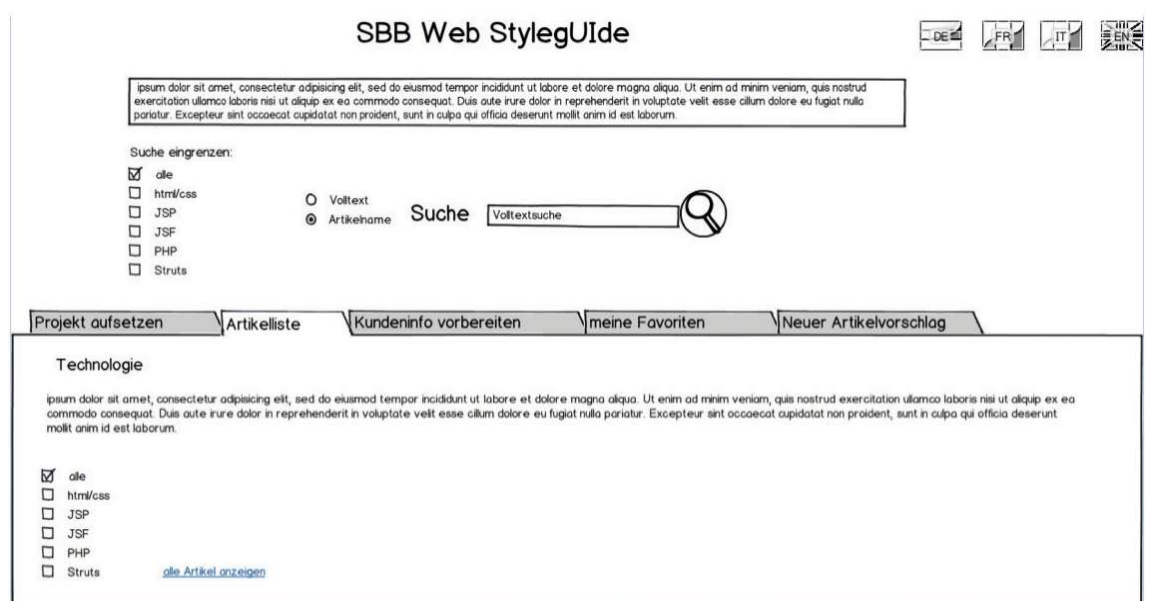 SBB Web StylegUIde
DE FR IT EN
ipsum dolor sit amet, consectetur adipisicing elit, sed do eiusmod tempor incididunt ut labore et dolore magna aliqua. Ut enim ad minim veniam, quis nostrud
exercitation ullamco laboris nisi ut aliquip ex ea commodo consequat. Duis aute irure dolor in reprehenderit in voluptate velit esse cillum dolore eu fugiat nulla
pariatur. Excepteur sint occaecat cupidatat non proident, sunt in culpa qui officia deserunt mollit anim id est laborum.
Suche eingrenzen:
alle
html/css
JSP
JSF
PHP
Struts
Volltext
Artikelname
Suche
Volltextsuche
Projekt aufsetzen
Artikelliste
Kundeninfo vorbereiten
meine Favoriten
Neuer Artikelvorschlag
Technologie
ipsum dolor sit amet, consectetur adipisicing elit, sed do eiusmod tempor incididunt ut labore et dolore magna aliqua. Ut enim ad minim veniam, quis nostrud exercitation ullamco laboris nisi ut aliquip ex ea
commodo consequat. Duis aute irure dolor in reprehenderit in voluptate velit esse cillum dolore eu fugiat nulla pariatur. Excepteur sint occaecat cupidatat non proident, sunt in culpa qui officia deserunt
mollit anim id est laborum.
alle
html/css
JSP
JSF
PHP
Struts
alle Artikel anzeigen